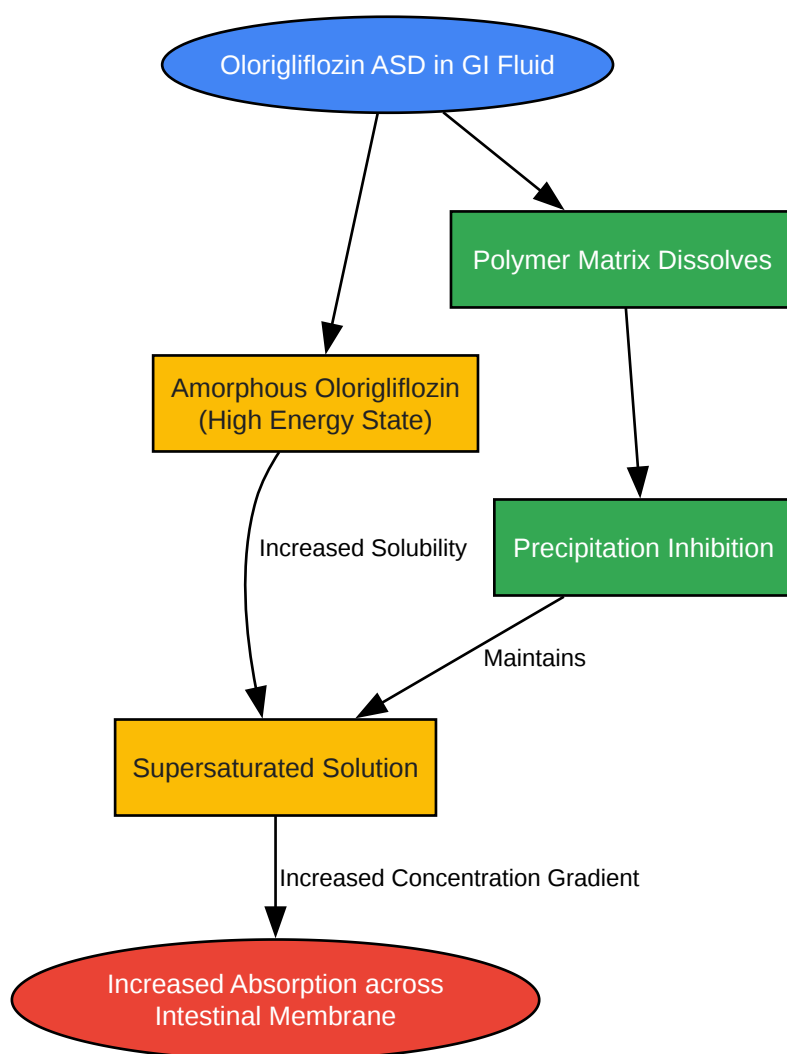 Olorigliflozin ASD in GI Fluid
Polymer Matrix Dissolves
Amorphous Olorigliflozin
(High Energy State)
Increased Solubility
Precipitation Inhibition
Maintains
Supersaturated Solution
Increased Concentration Gradient
Increased Absorption across
Intestinal Membrane